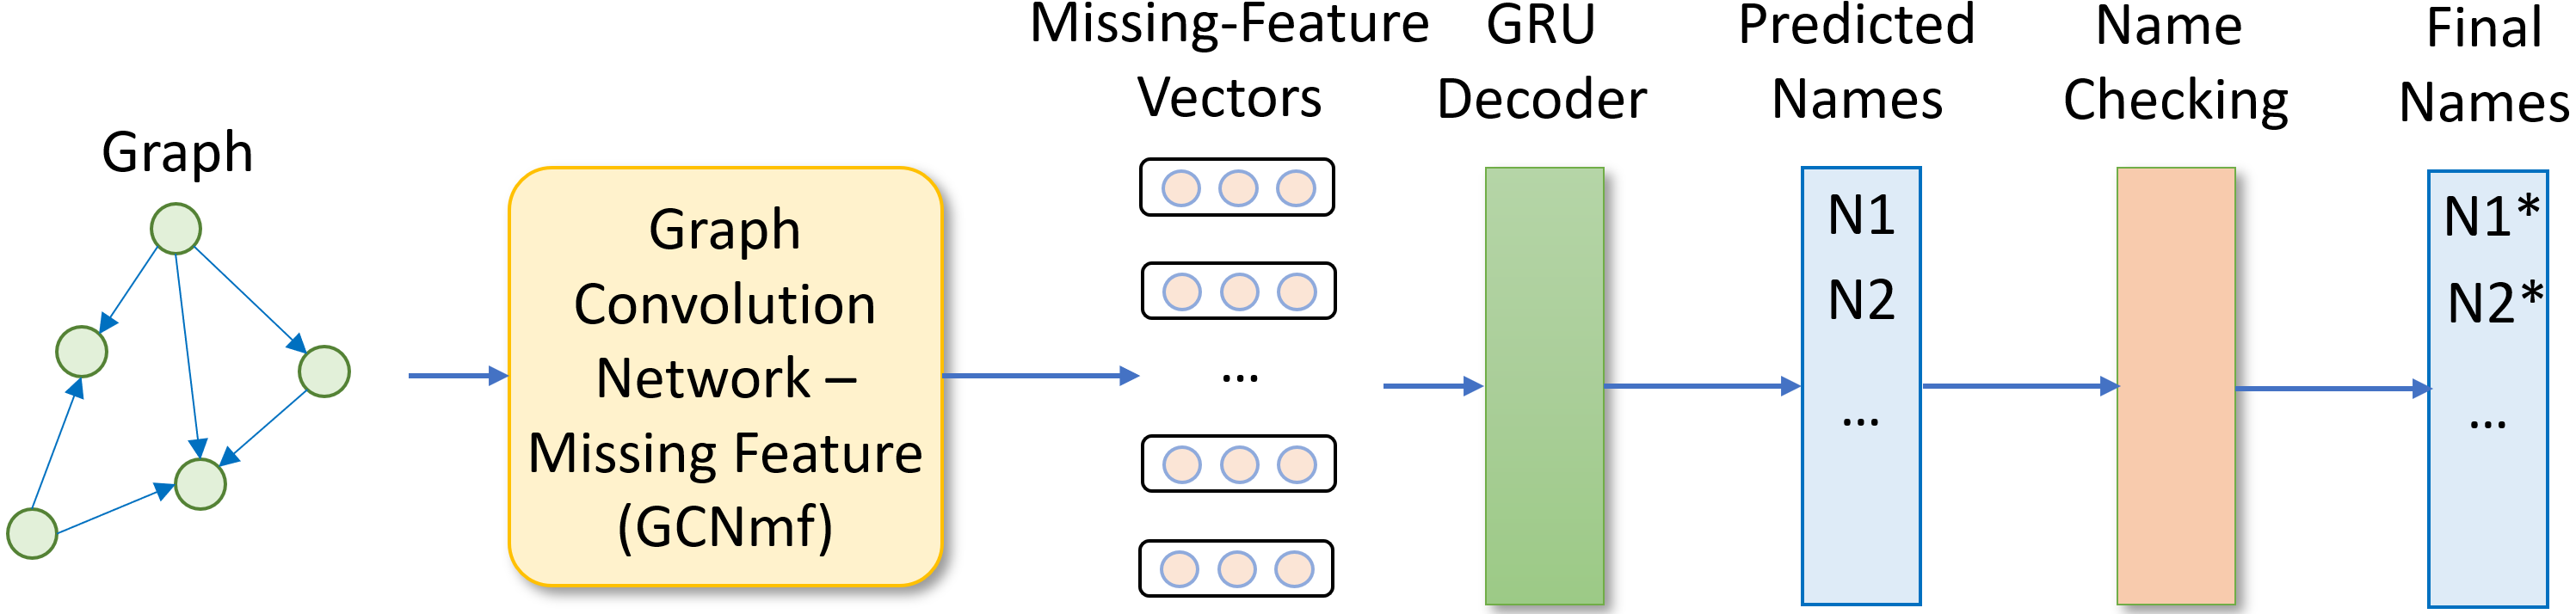 Graph
Graph
Convolution
Network –
Missing Feature
(GCNmf)
Missing-Feature
Vectors
...
GRU
Decoder
Predicted
Names
N1
N2
...
Name
Checking
Final
Names
N1*
N2*
...